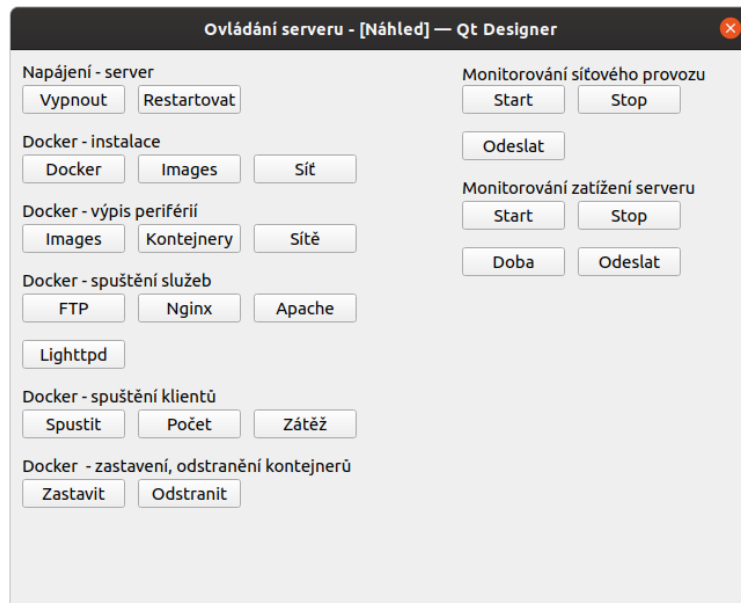 Ovládání serveru - [Náhled] — Qt Designer
Napájení - server
Vypnout Restartovat
Docker - instalace
Docker Images Síť
Docker - výpis periférií
Images Kontejnery Sítě
Docker - spuštění služeb
FTP Nginx Apache
Lighttpd
Docker - spuštění klientů
Spustit Počet Zátěž
Docker - zastavení, odstranění kontejnerů
Zastavit Odstranit
Monitorování síťového provozu
Start Stop
Odeslat
Monitorování zatížení serveru
Start Stop
Doba Odeslat